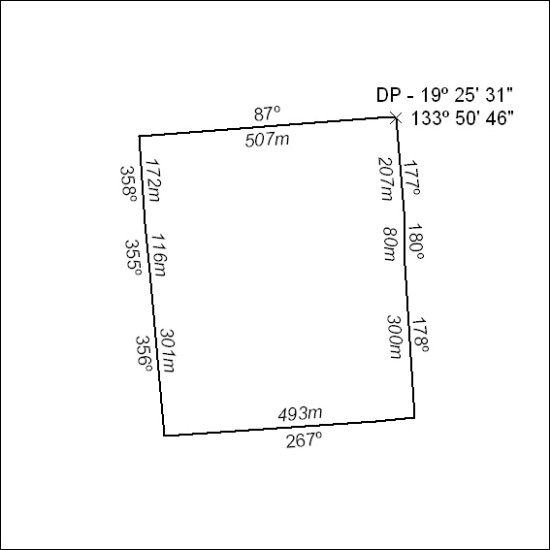 DP - 19º 25' 31"
133º 50' 46"
87º
507m
177º
207m
180º
80m
178º
300m
493m
267º
301m
356º
116m
355º
172m
358º